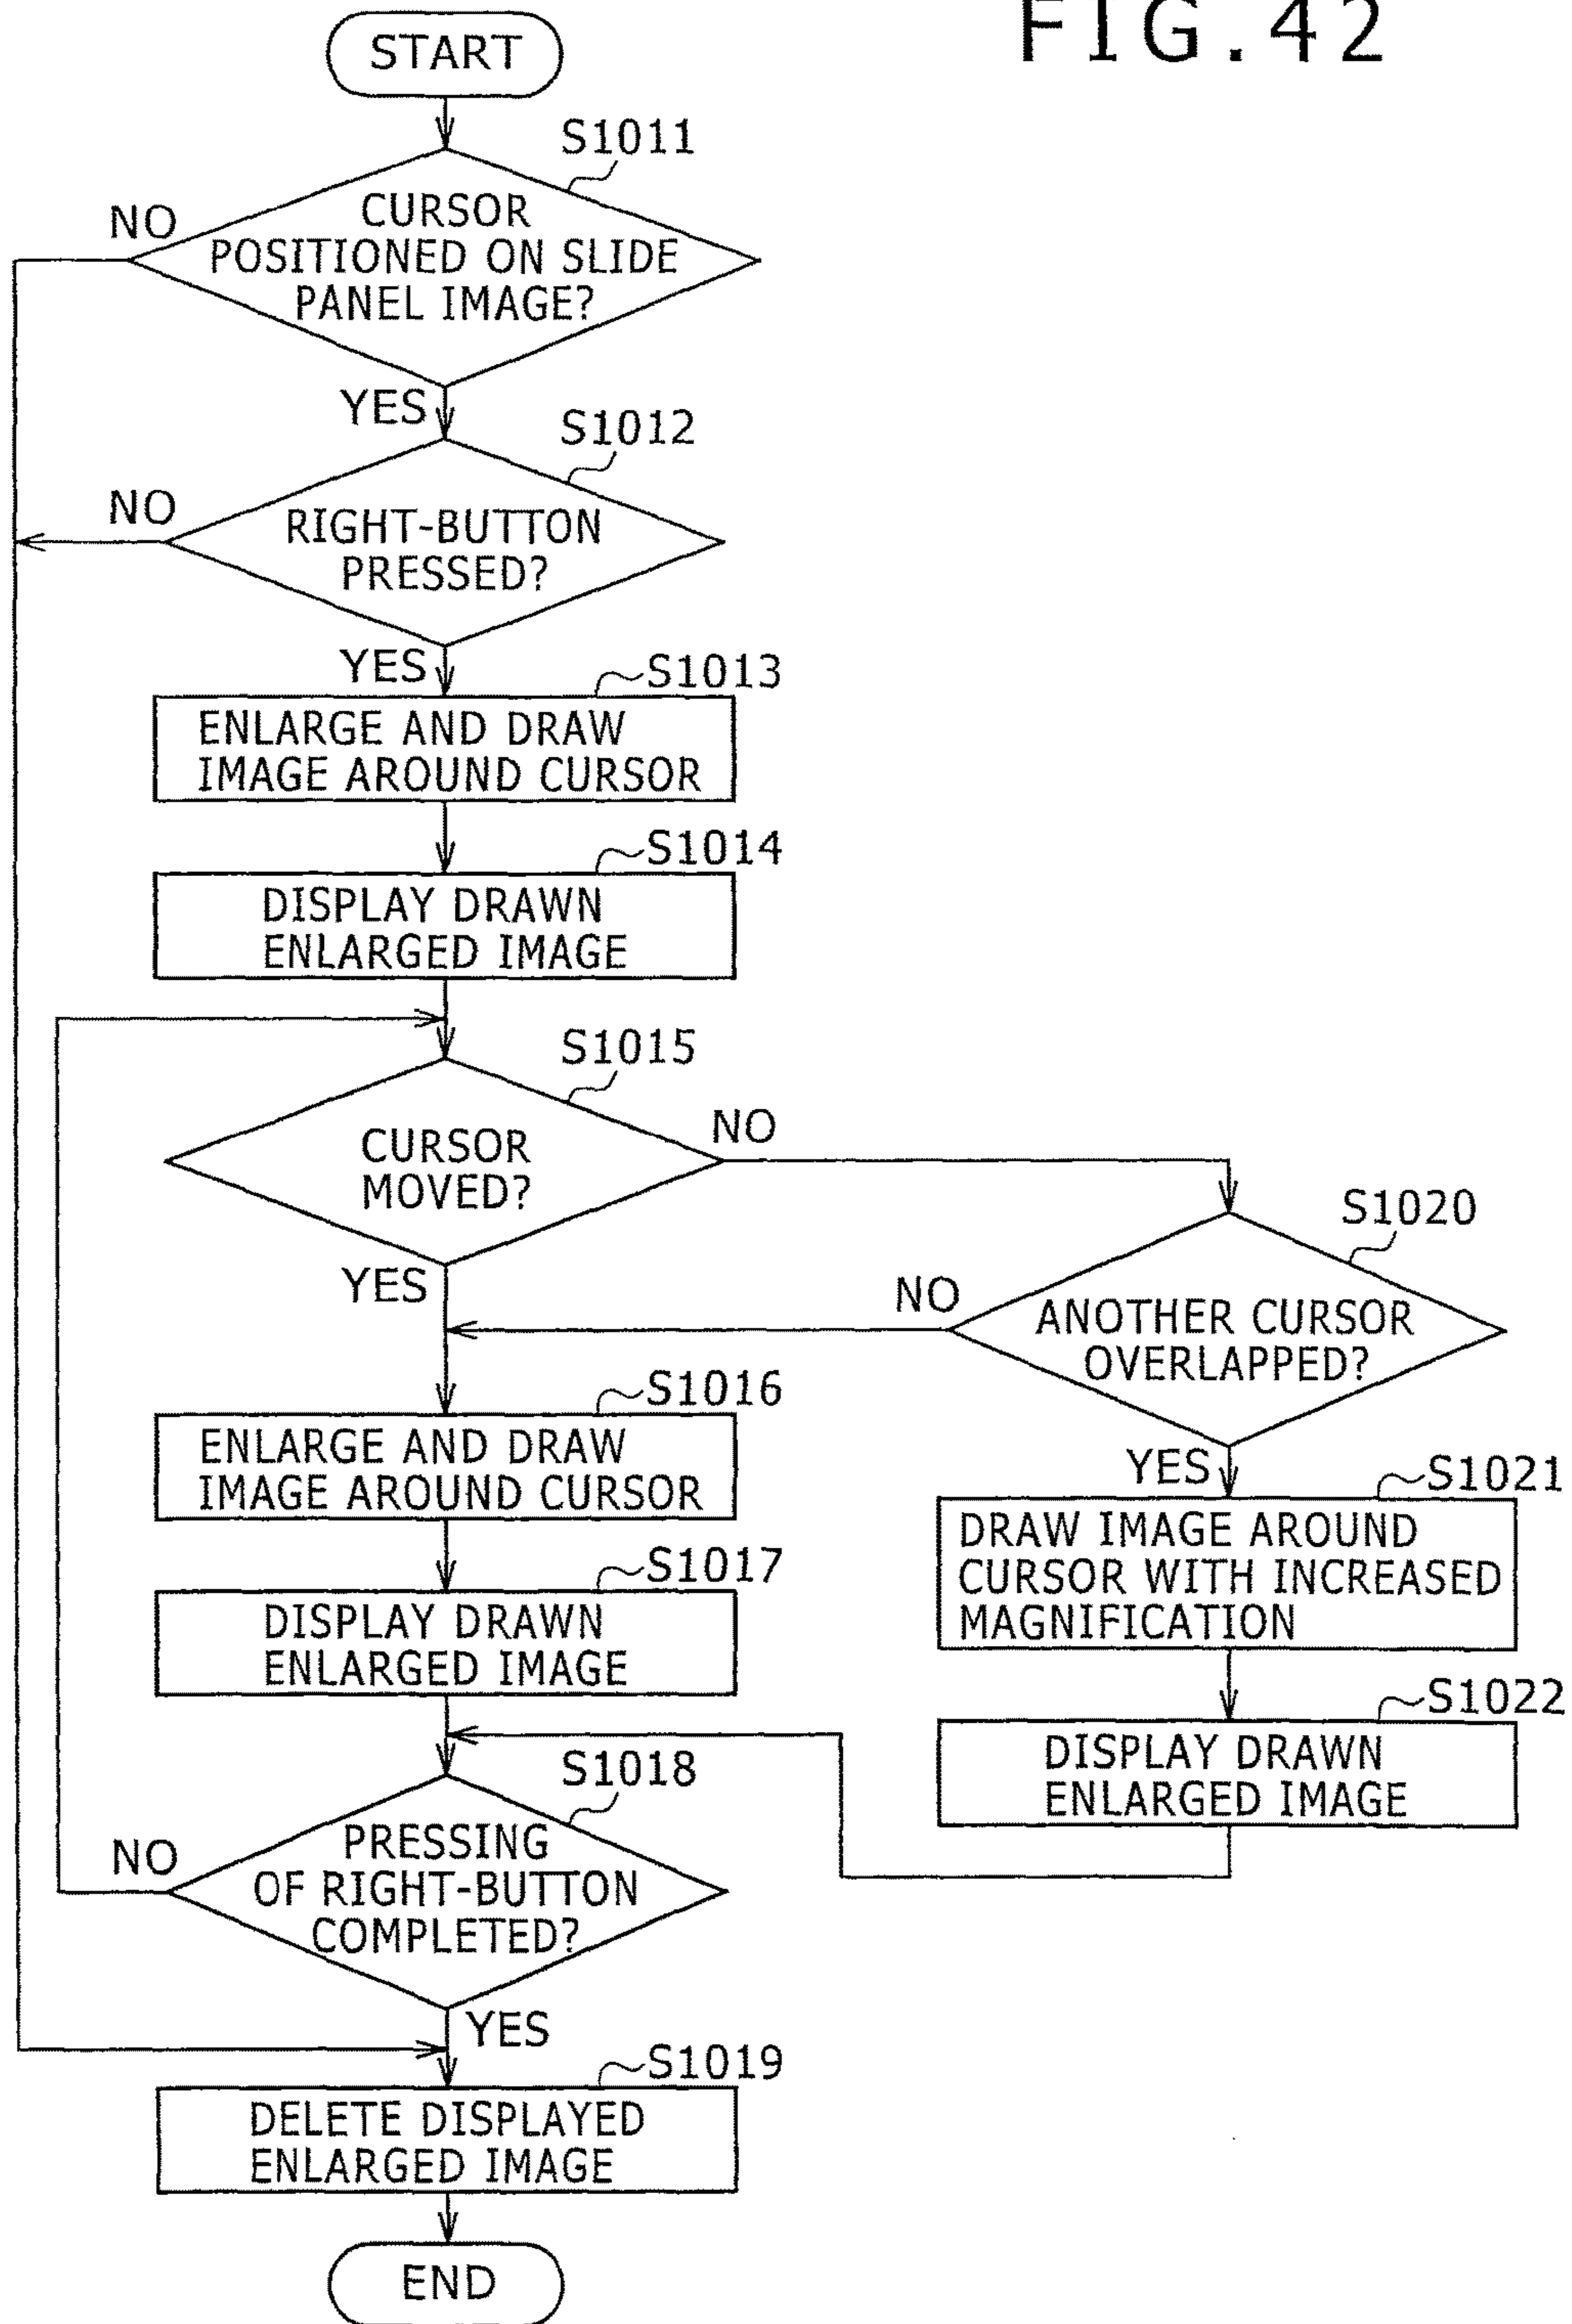 FIG.42
START
S1011
NO
CURSOR
POSITIONED ON SLIDE
PANEL IMAGE?
YES
S1012
NO
RIGHT-BUTTON
PRESSED?
YES
S1013
ENLARGE AND DRAW
IMAGE AROUND CURSOR
S1014
DISPLAY DRAWN
ENLARGED IMAGE
S1015
CURSOR
MOVED?
NO
YES
S1020
NO
ANOTHER CURSOR
OVERLAPPED?
YES
S1016
ENLARGE AND DRAW
IMAGE AROUND CURSOR
S1021
DRAW IMAGE AROUND
CURSOR WITH INCREASED
MAGNIFICATION
S1017
DISPLAY DRAWN
ENLARGED IMAGE
S1022
DISPLAY DRAWN
ENLARGED IMAGE
S1018
NO
PRESSING
OF RIGHT-BUTTON
COMPLETED?
YES
S1019
DELETE DISPLAYED
ENLARGED IMAGE
END